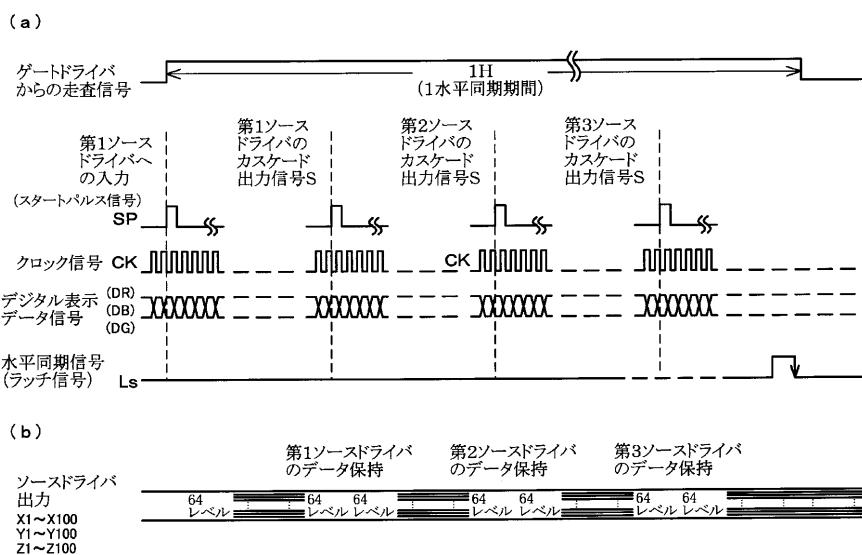 (a)
ゲートドライバ
からの走査信号
1H
(1水平同期期間)
第1ソース
ドライバへ
の入力
第1ソース
ドライバの
カスケード
出力信号S
第2ソース
ドライバの
カスケード
出力信号S
第3ソース
ドライバの
カスケード
出力信号S
(スタートパルス信号)
SP
クロック信号 CK
CK
デジタル表示
データ信号
(DR)
(DB)
(DG)
水平同期信号
(ラッチ信号) Ls
(b)
第1ソースドライバ
のデータ保持
第2ソースドライバ
のデータ保持
第3ソースドライバ
のデータ保持
ソースドライバ
出力
X1～X100
Y1～Y100
Z1～Z100
64
レベル
64 64
レベル レベル
64 64
レベル レベル
64 64
レベル レベル